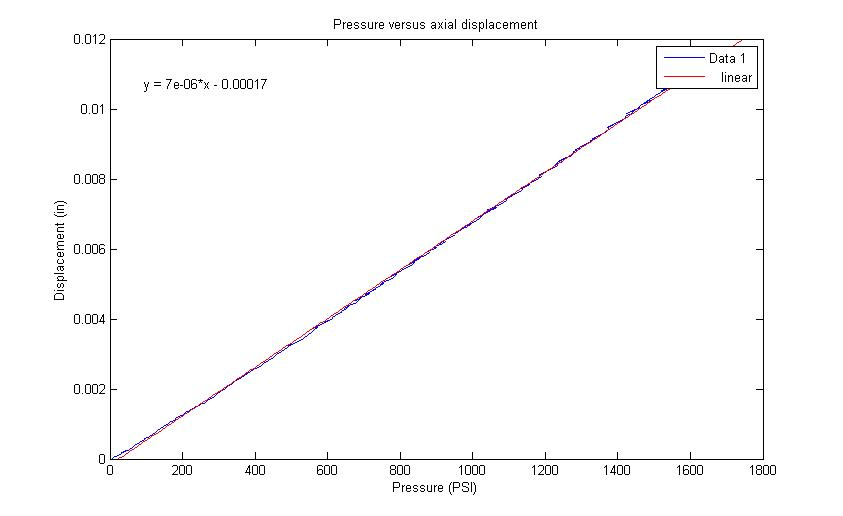 Pressure versus axial displacement
0.012
0.01
0.008
0.006
0.004
0.002
0
y = 7e-06*x - 0.00017
Data 1
linear
Displacement (in)
0 200 400 600 800 1000 1200 1400 1600 1800
Pressure (PSI)